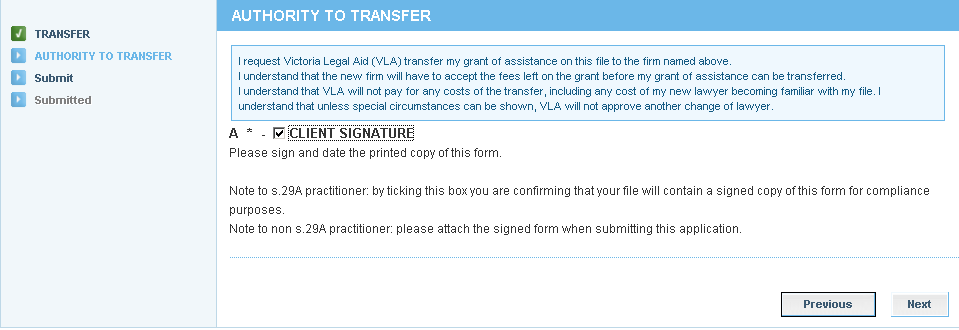 TRANSFER
AUTHORITY TO TRANSFER
Submit
Submitted
AUTHORITY TO TRANSFER
I request Victoria Legal Aid (VLA) transfer my grant of assistance on this file to the firm named above.
I understand that the new firm will have to accept the fees left on the grant before my grant of assistance can be transferred.
I understand that VLA will not pay for any costs of the transfer, including any cost of my new lawyer becoming familiar with my file. I
understand that unless special circumstances can be shown, VLA will not approve another change of lawyer.
A * - CLIENT SIGNATURE
Please sign and date the printed copy of this form.
Note to s.29A practitioner: by ticking this box you are confirming that your file will contain a signed copy of this form for compliance
purposes.
Note to non s.29A practitioner: please attach the signed form when submitting this application.
Previous
Next